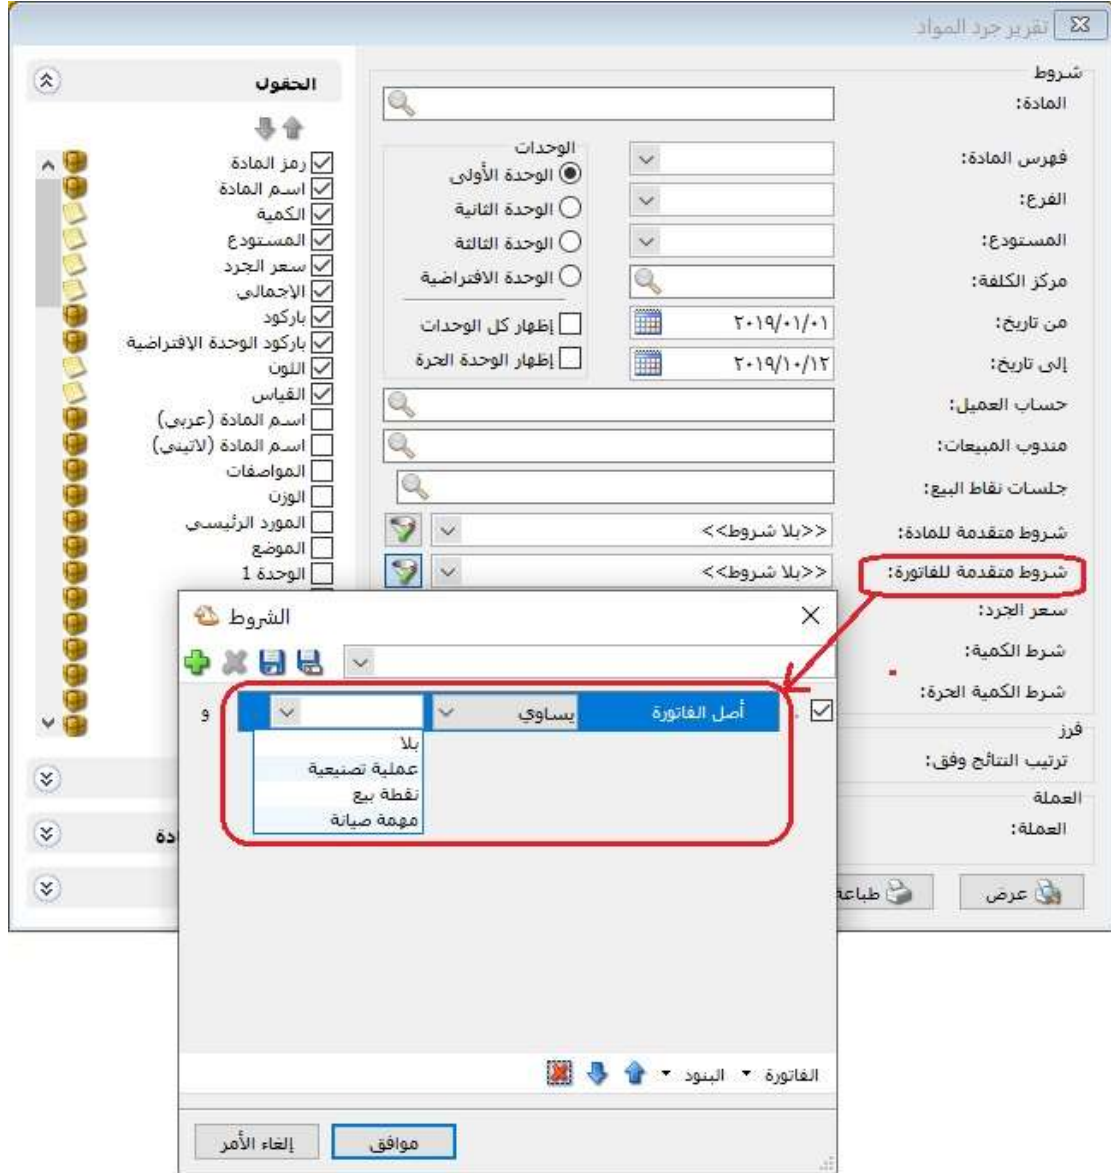 تقرير جرد المواد
شروط
المادة:
فهرس المادة:
الفرع:
المستودع:
مركز الكلفة:
من تاريخ:
٢٠١٩/٠١/٠١
إلى تاريخ:
٢٠١٩/١٠/١٢
حساب العميل:
مندوب المبيعات:
جلسات نقاط البيع:
شروط متقدمة للمادة:
<<بلا شروط>>
شروط متقدمة للفاتورة:
<<بلا شروط>>
سعر الجرد:
شرط الكمية:
شرط الكمية الحرة:
فرز
ترتيب النتائج وفق:
العملة
العملة:
عرض
طباعة
الوحدات
الوحدة الأولى
الوحدة الثانية
الوحدة الثالثة
الوحدة الافتراضية
إظهار كل الوحدات
إظهار الوحدة الحرة
الحقول
رمز المادة
اسم المادة
الكمية
المستودع
سعر الجرد
الإجمالي
باركود
باركود الوحدة الافتراضية
اللون
القياس
اسم المادة (عربي)
اسم المادة (لاتيني)
المواصفات
الوزن
المورد الرئيسي
الموضع
الوحدة 1
الشروط
أصل الفاتورة
يساوي
و
بلا
عملية تصنيعية
نقطة بيع
مهمة صيانة
الفاتورة
البنود
موافق
إلغاء الأمر